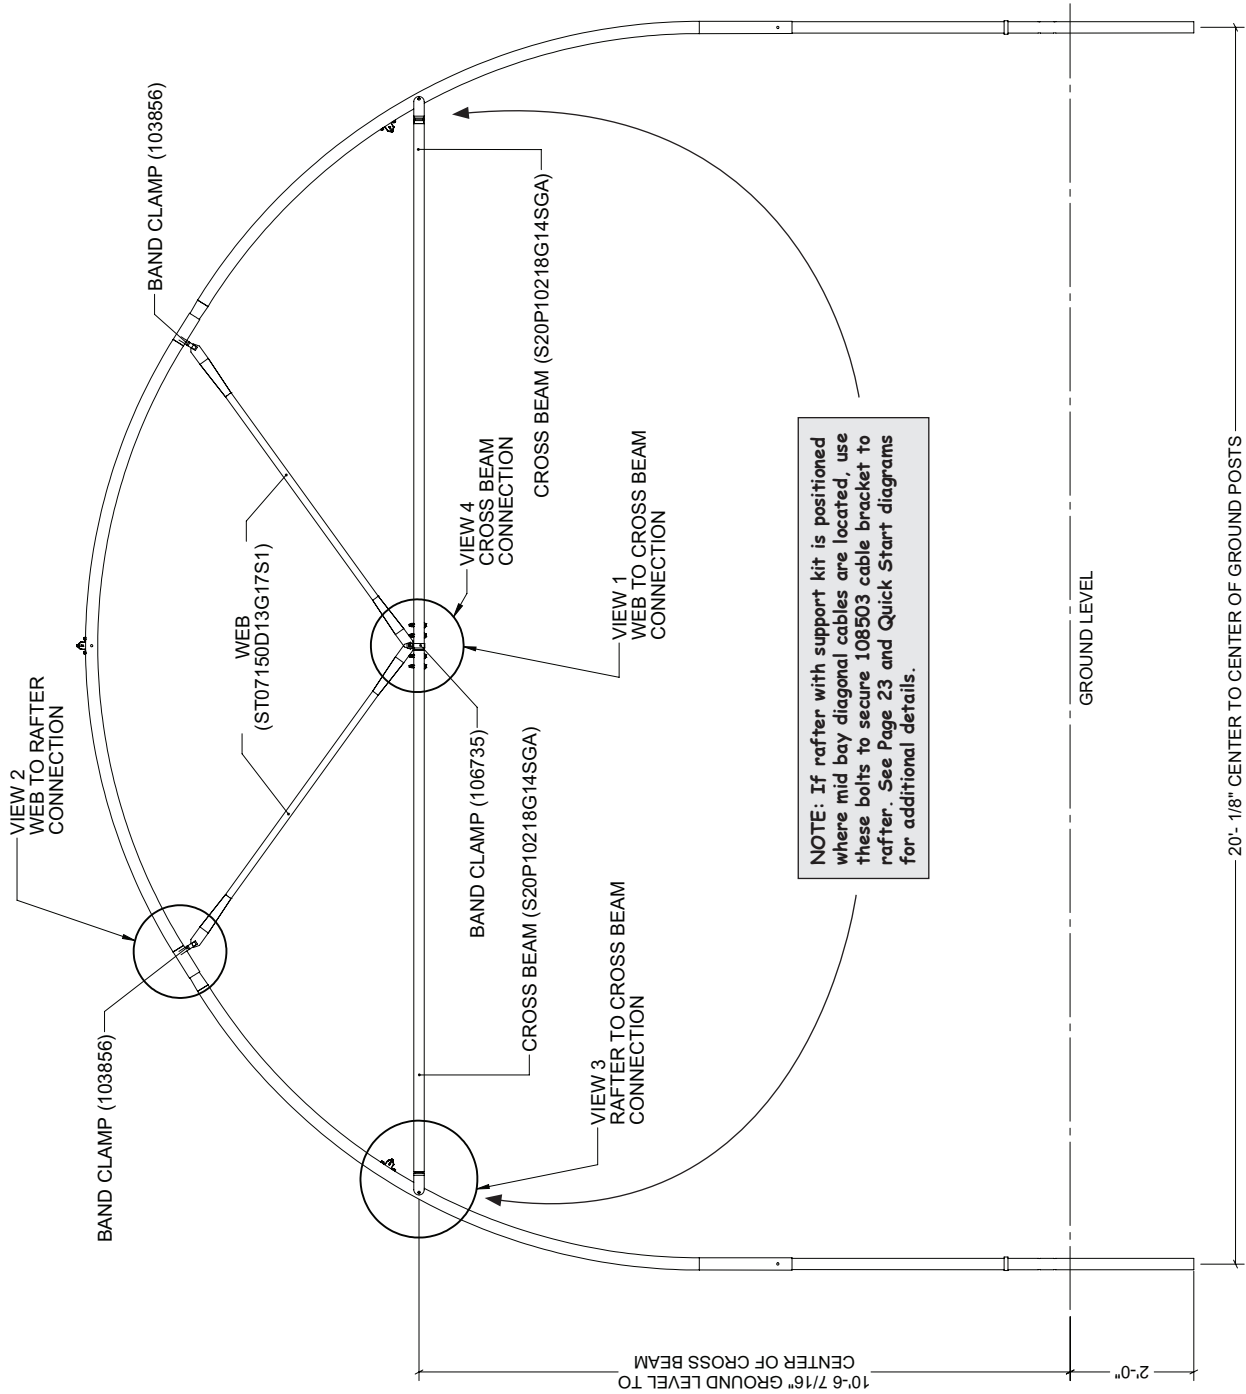 VIEW 2
WEB TO RAFTER
CONNECTION
BAND CLAMP (103856)
BAND CLAMP (103856)
WEB
(ST07150D13G17S1)
VIEW 4
CROSS BEAM
CONNECTION
CROSS BEAM (S20P10218G14SGA)
BAND CLAMP (106735)
CROSS BEAM (S20P10218G14SGA)
VIEW 1
WEB TO CROSS BEAM
CONNECTION
VIEW 3
RAFTER TO CROSS BEAM
CONNECTION
NOTE: If rafter with support kit is positioned
where mid bay diagonal cables are located, use
these bolts to secure 108503 cable bracket to
rafter. See Page 23 and Quick Start diagrams
for additional details.
10'-6 7/16" GROUND LEVEL TO
CENTER OF CROSS BEAM
GROUND LEVEL
2'-0"
20'- 1/8" CENTER TO CENTER OF GROUND POSTS